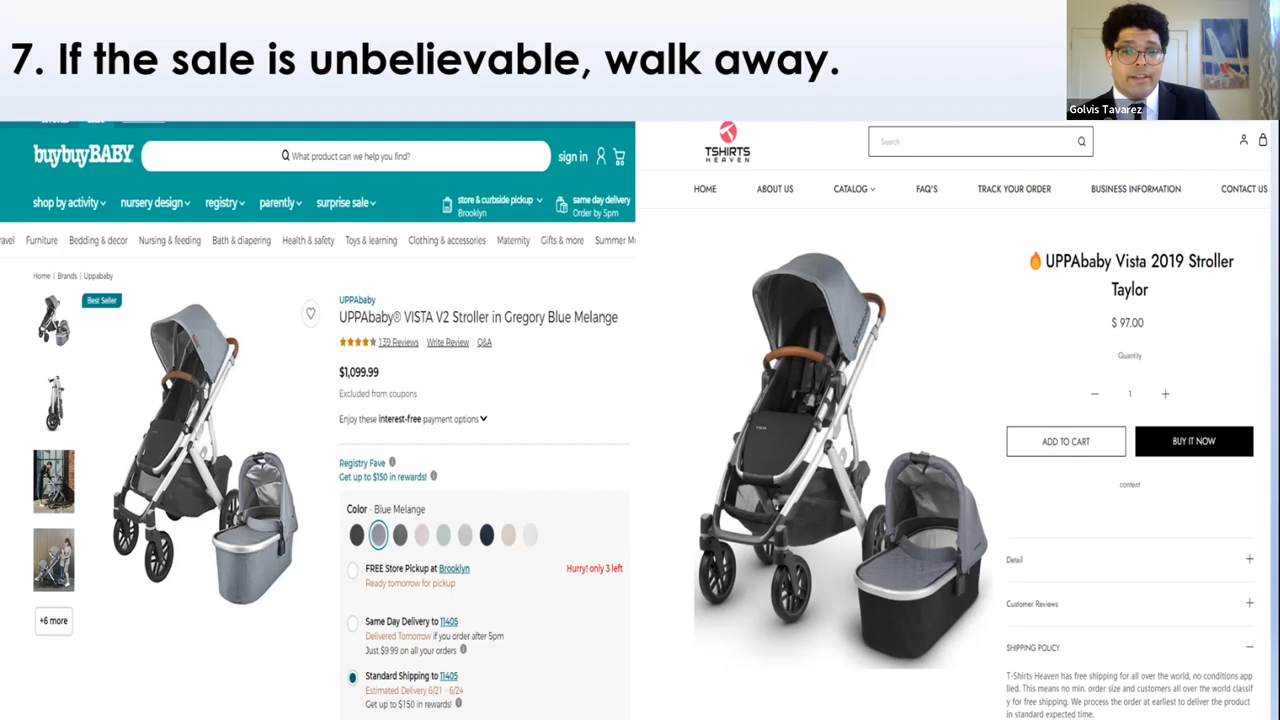 7. If the sale is unbelievable, walk away.
Golvis Tavarez
buybuyBABY
What product can we help you find?
sign in
shop by activity
nursery design
registry
parently
surprise sale
store & curbside pickup
Brooklyn
same day delivery
Order by 5pm
ravel
Furniture
Bedding & decor
Nursing & feeding
Bath & diapering
Health & safety
Toys & learning
Clothing & accessories
Maternity
Gifts & more
Summer M
Home | Brands | Uppababy
Best Seller
+6 more
UPPAbaby
UPPAbaby® VISTA V2 Stroller in Gregory Blue Melange
139 Reviews
Write Review
Q&A
$1,099.99
Excluded from coupons
Enjoy these interest-free payment options
Registry Fave
Get up to $150 in rewards!
Color - Blue Melange
FREE Store Pickup at Brooklyn
Hurry! only 3 left
Ready tomorrow for pickup
Same Day Delivery to 11405
Delivered Tomorrow if you order after 5pm
Just $9.99 on all your orders
Standard Shipping to 11405
Estimated Delivery 6/21 - 6/24
Get up to $150 in rewards!
TSHIRTS
HEAVEN
Search
HOME
ABOUT US
CATALOG
FAQ'S
TRACK YOUR ORDER
BUSINESS INFORMATION
CONTACT US
🔥UPPAbaby Vista 2019 Stroller
Taylor
$ 97.00
Quantity
− 1 +
ADD TO CART
BUY IT NOW
content
Detail +
Customer Reviews +
SHIPPING POLICY −
T-Shirts Heaven has free shipping for all over the world, no conditions app
lied. This means no min. order size and customers all over the world classif
y for free shipping. We process the order at earliest to deliver the product
in standard expected time.